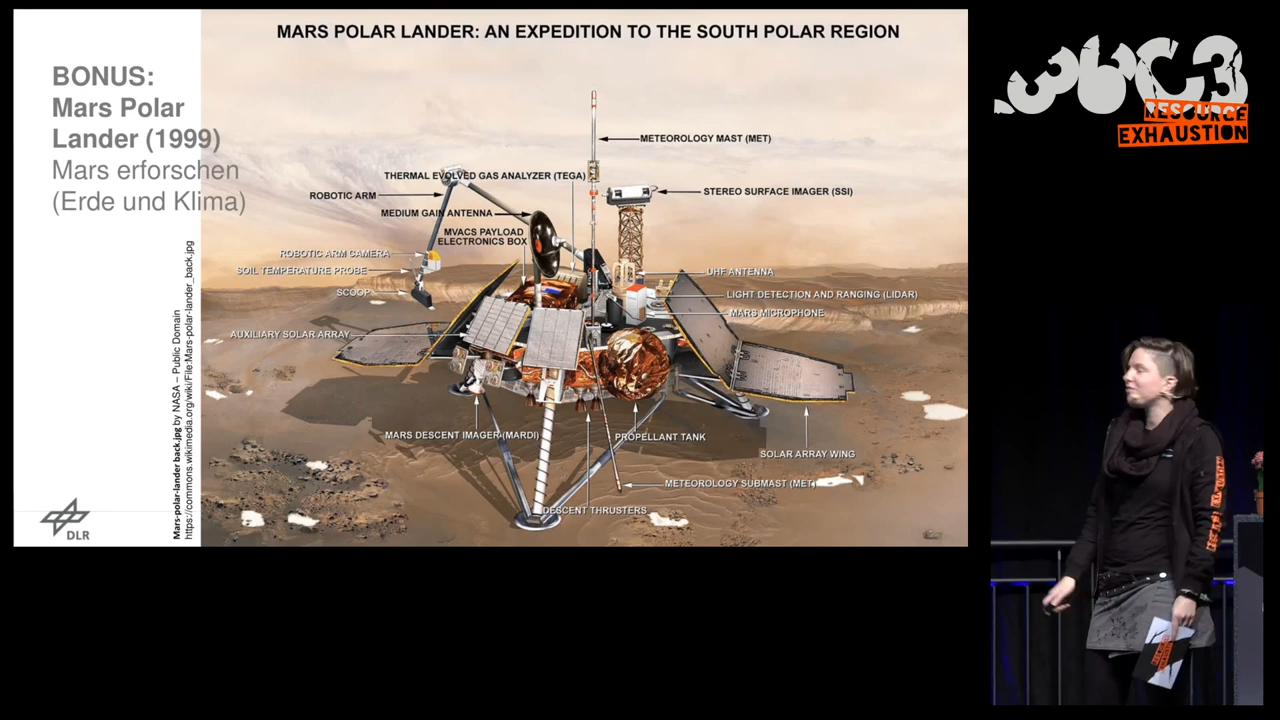 MARS POLAR LANDER: AN EXPEDITION TO THE SOUTH POLAR REGION
BONUS:
Mars Polar
Lander (1999)
Mars erforschen
(Erde und Klima)
METEOROLOGY MAST (MET)
THERMAL EVOLVED GAS ANALYZER (TEGA)
ROBOTIC ARM
STEREO SURFACE IMAGER (SSI)
MEDIUM GAIN ANTENNA
MVACS PAYLOAD
ELECTRONICS BOX
ROBOTIC ARM CAMERA
SOIL TEMPERATURE PROBE
SCOOP
UHF ANTENNA
LIGHT DETECTION AND RANGING (LIDAR)
MARS MICROPHONE
AUXILIARY SOLAR ARRAY
MARS DESCENT IMAGER (MARDI)
PROPELLANT TANK
SOLAR ARRAY WING
METEOROLOGY SUBMAST (MET)
DESCENT THRUSTERS
Mars-polar-lander back.jpg by NASA – Public Domain
https://commons.wikimedia.org/wiki/File:Mars-polar-lander_back.jpg
DLR
36C3
RESOURCE
EXHAUSTION